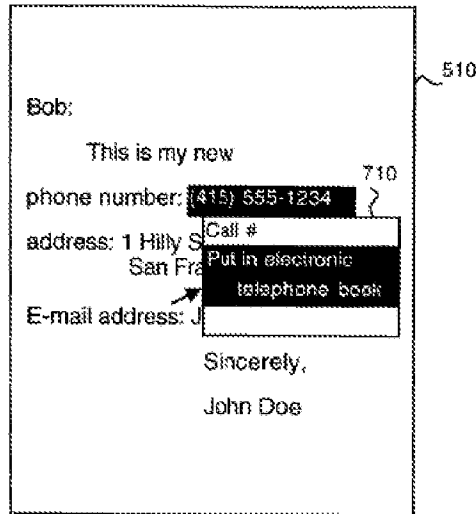 510
Bob:
This is my new
710
phone number: (415) 555-1234
address: 1 Hilly S
Call #
San Fra
Put in electronic
telephone book
E-mail address: J
Sincerely,
John Doe